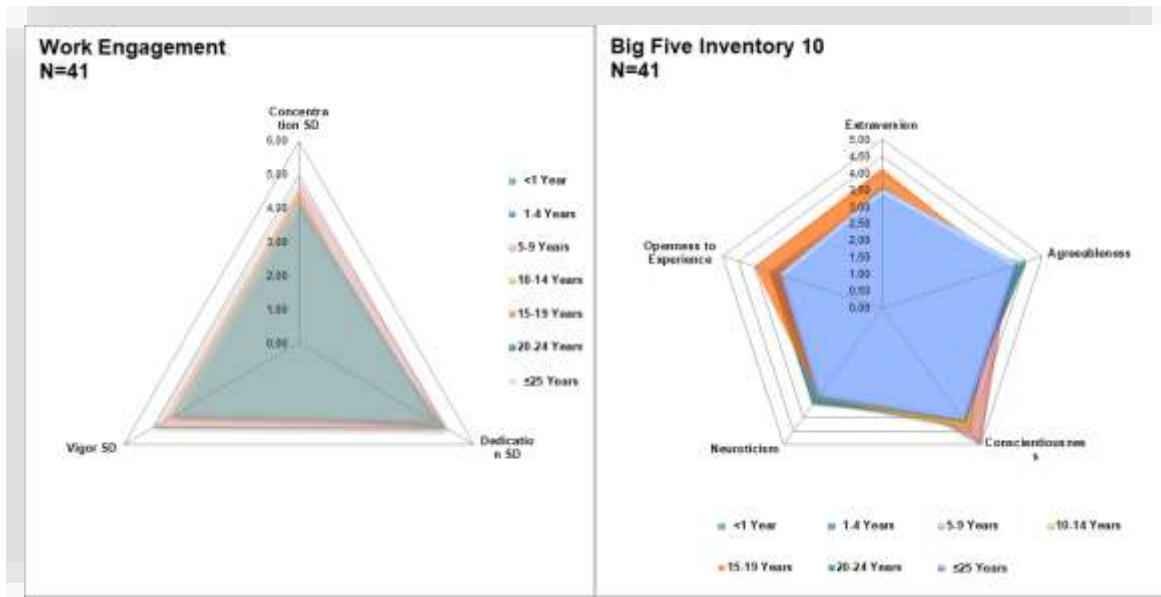 Work Engagement
N=41
Concentra
tion SD
6,00
5,00
4,00
3,00
2,00
1,00
0,00
Vigor SD
Dedicatio
n SD
<1 Year
1-4 Years
5-9 Years
10-14 Years
15-19 Years
20-24 Years
≤25 Years
Big Five Inventory 10
N=41
Extraversion
5,00
4,50
4,00
3,50
3,00
2,50
2,00
1,50
1,00
0,50
0,00
Openness to
Experience
Agreeableness
Neuroticism
Conscientiousnes
s
<1 Year 1-4 Years 5-9 Years 10-14 Years
15-19 Years 20-24 Years ≤25 Years